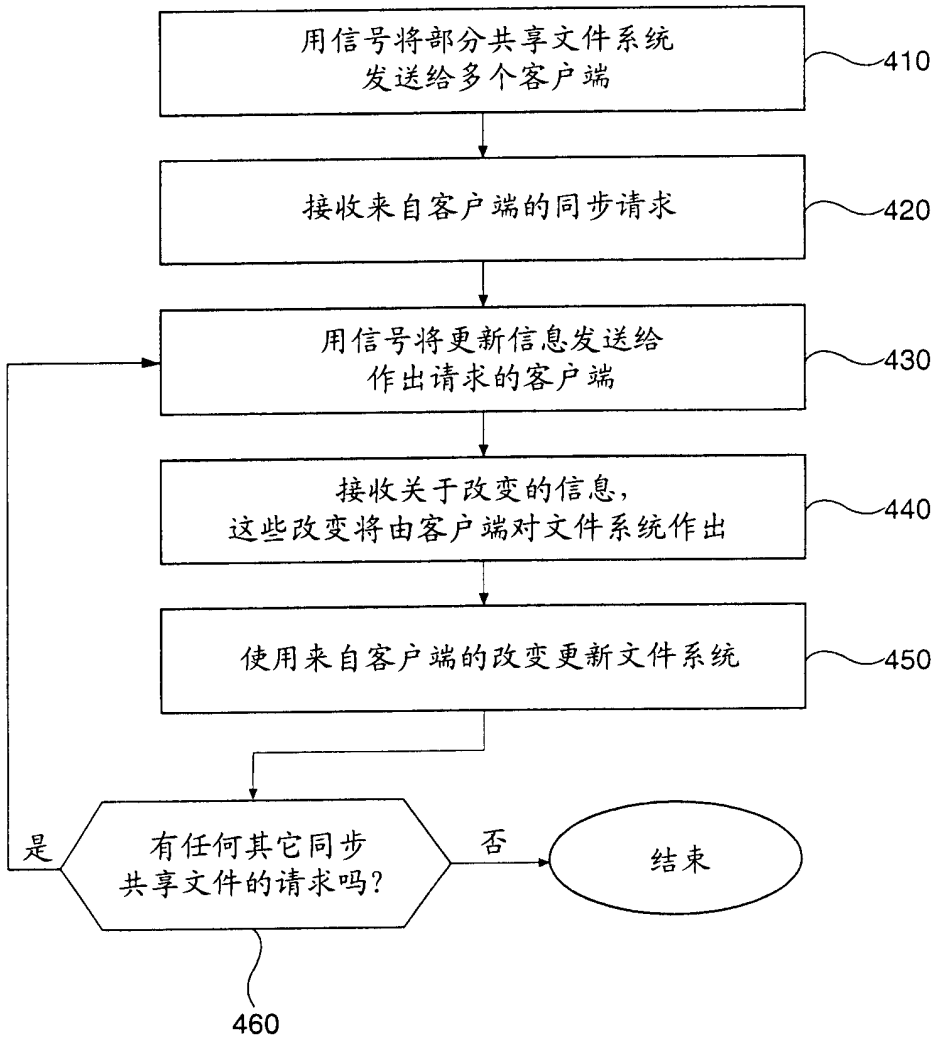 用信号将部分共享文件系统
发送给多个客户端
410
接收来自客户端的同步请求
420
用信号将更新信息发送给
作出请求的客户端
430
接收关于改变的信息，
这些改变将由客户端对文件系统作出
440
使用来自客户端的改变更新文件系统
450
是
有任何其它同步
共享文件的请求吗？
否
结束
460